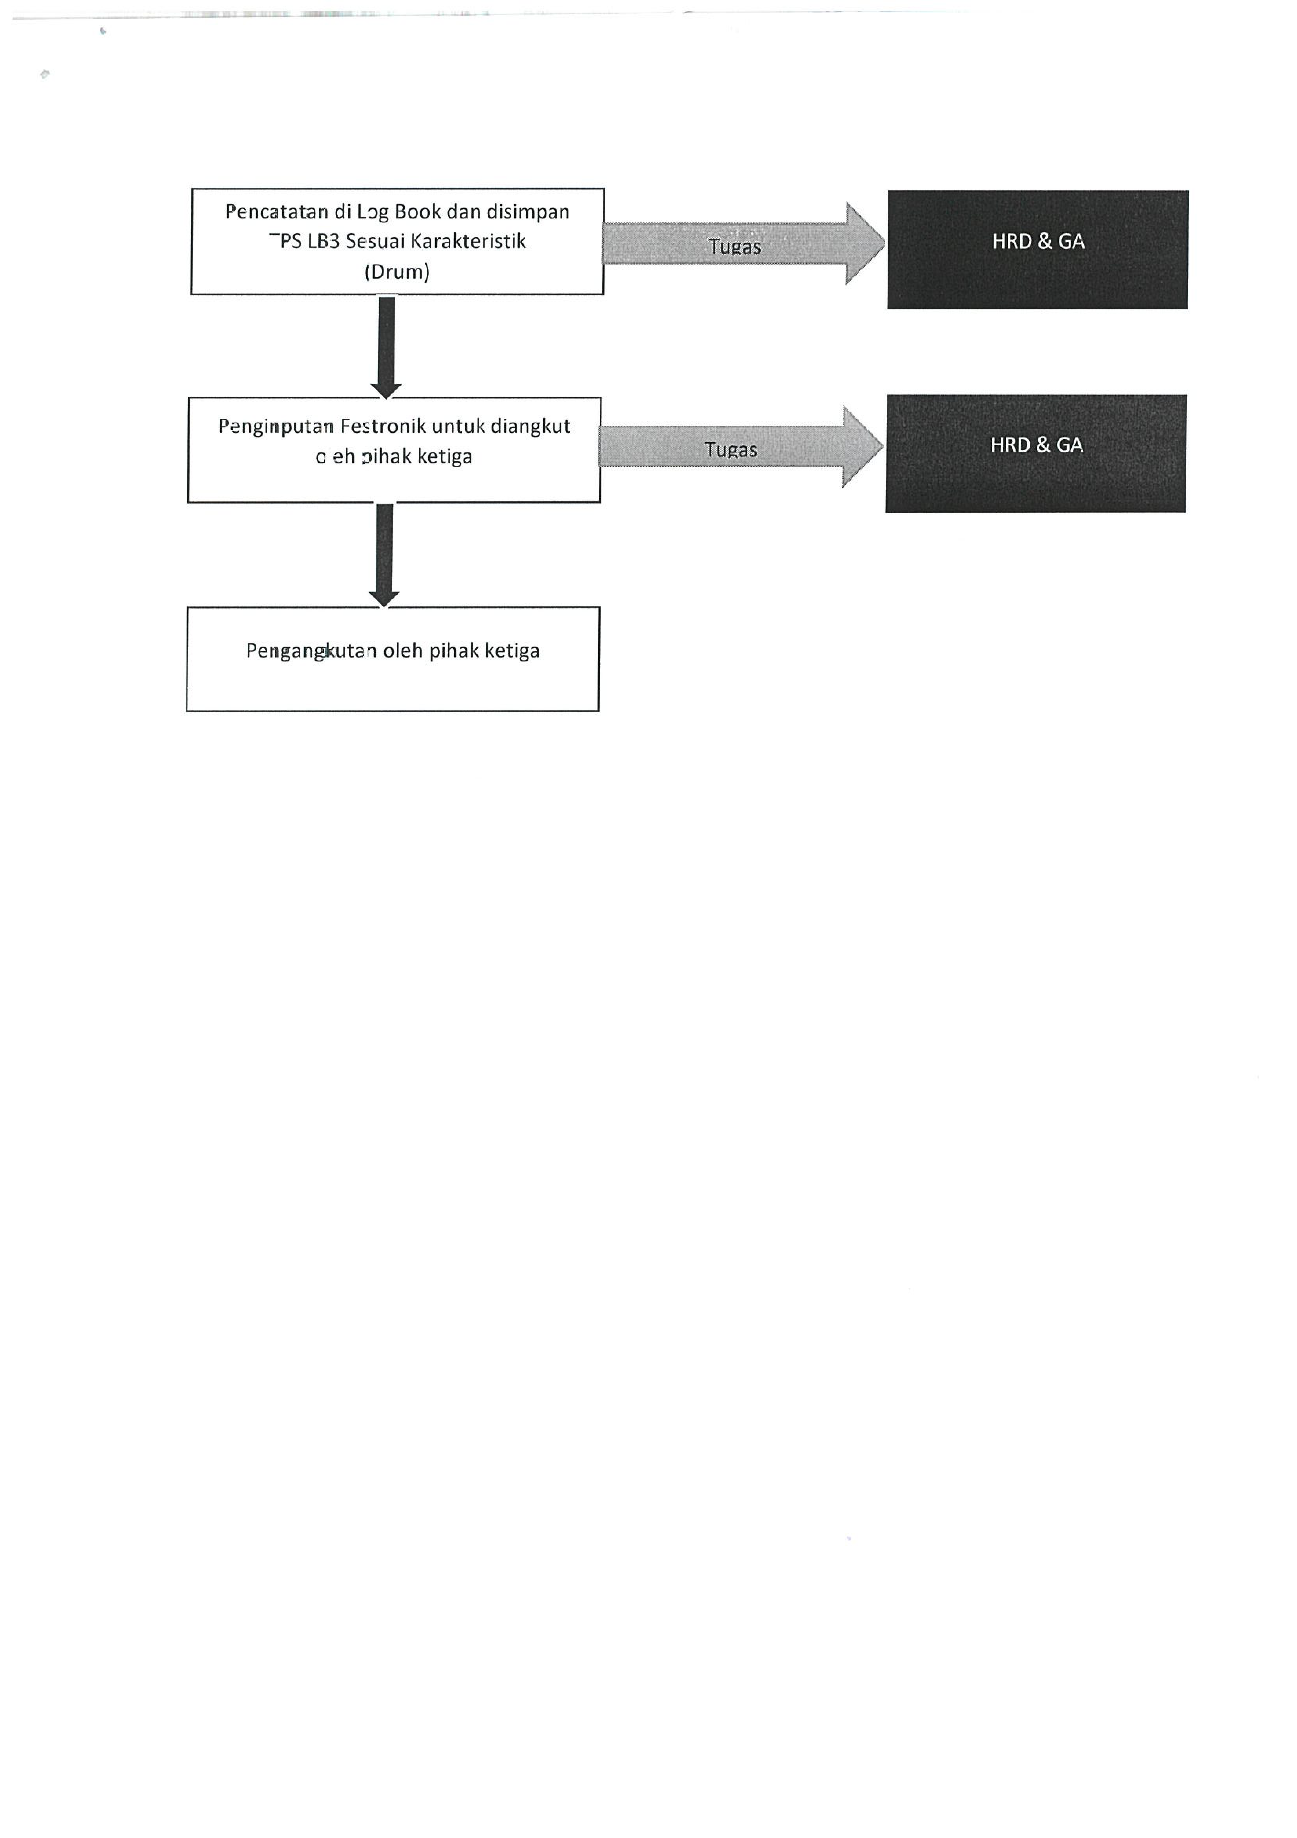 Pencatatan di Log Book dan disimpan
TPS LB3 Sesuai Karakteristik
(Drum)
Tugas
HRD & GA
Penginputan Festronik untuk diangkut
oleh pihak ketiga
Tugas
HRD & GA
Pengangkutan oleh pihak ketiga